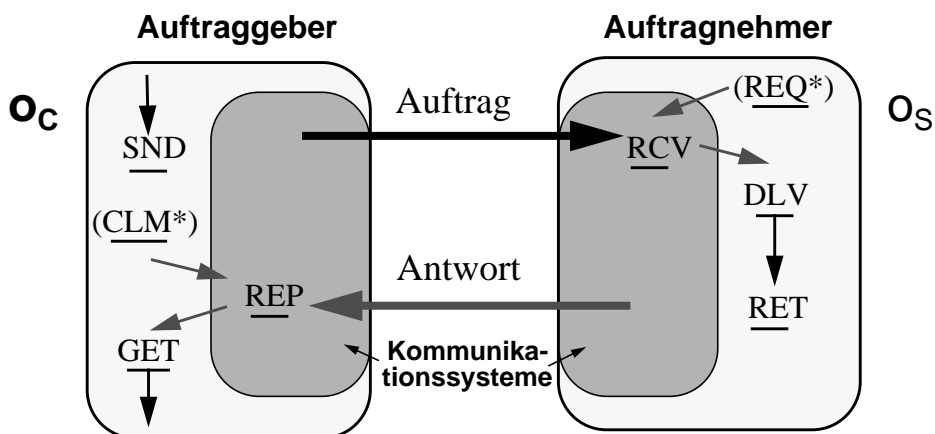 Auftraggeber
Auftragnehmer
oC
SND
(CLM*)
REP
GET
Auftrag
Antwort
Kommunika-
tionssysteme
(REQ*)
RCV
DLV
RET
OS